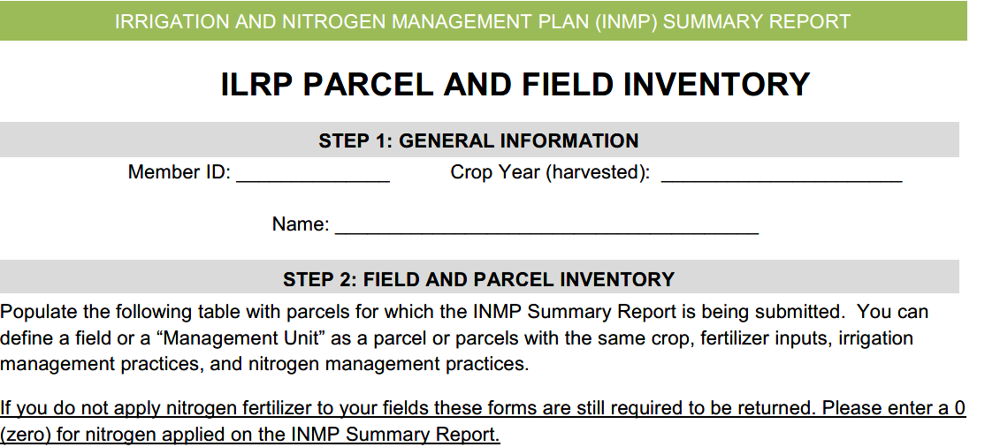 IRRIGATION AND NITROGEN MANAGEMENT PLAN (INMP) SUMMARY REPORT
ILRP PARCEL AND FIELD INVENTORY
STEP 1: GENERAL INFORMATION
Member ID: ______________ Crop Year (harvested): ______________________
Name: _______________________________________
STEP 2: FIELD AND PARCEL INVENTORY
Populate the following table with parcels for which the INMP Summary Report is being submitted.  You can
define a field or a “Management Unit” as a parcel or parcels with the same crop, fertilizer inputs, irrigation
management practices, and nitrogen management practices.
If you do not apply nitrogen fertilizer to your fields these forms are still required to be returned. Please enter a 0
(zero) for nitrogen applied on the INMP Summary Report.